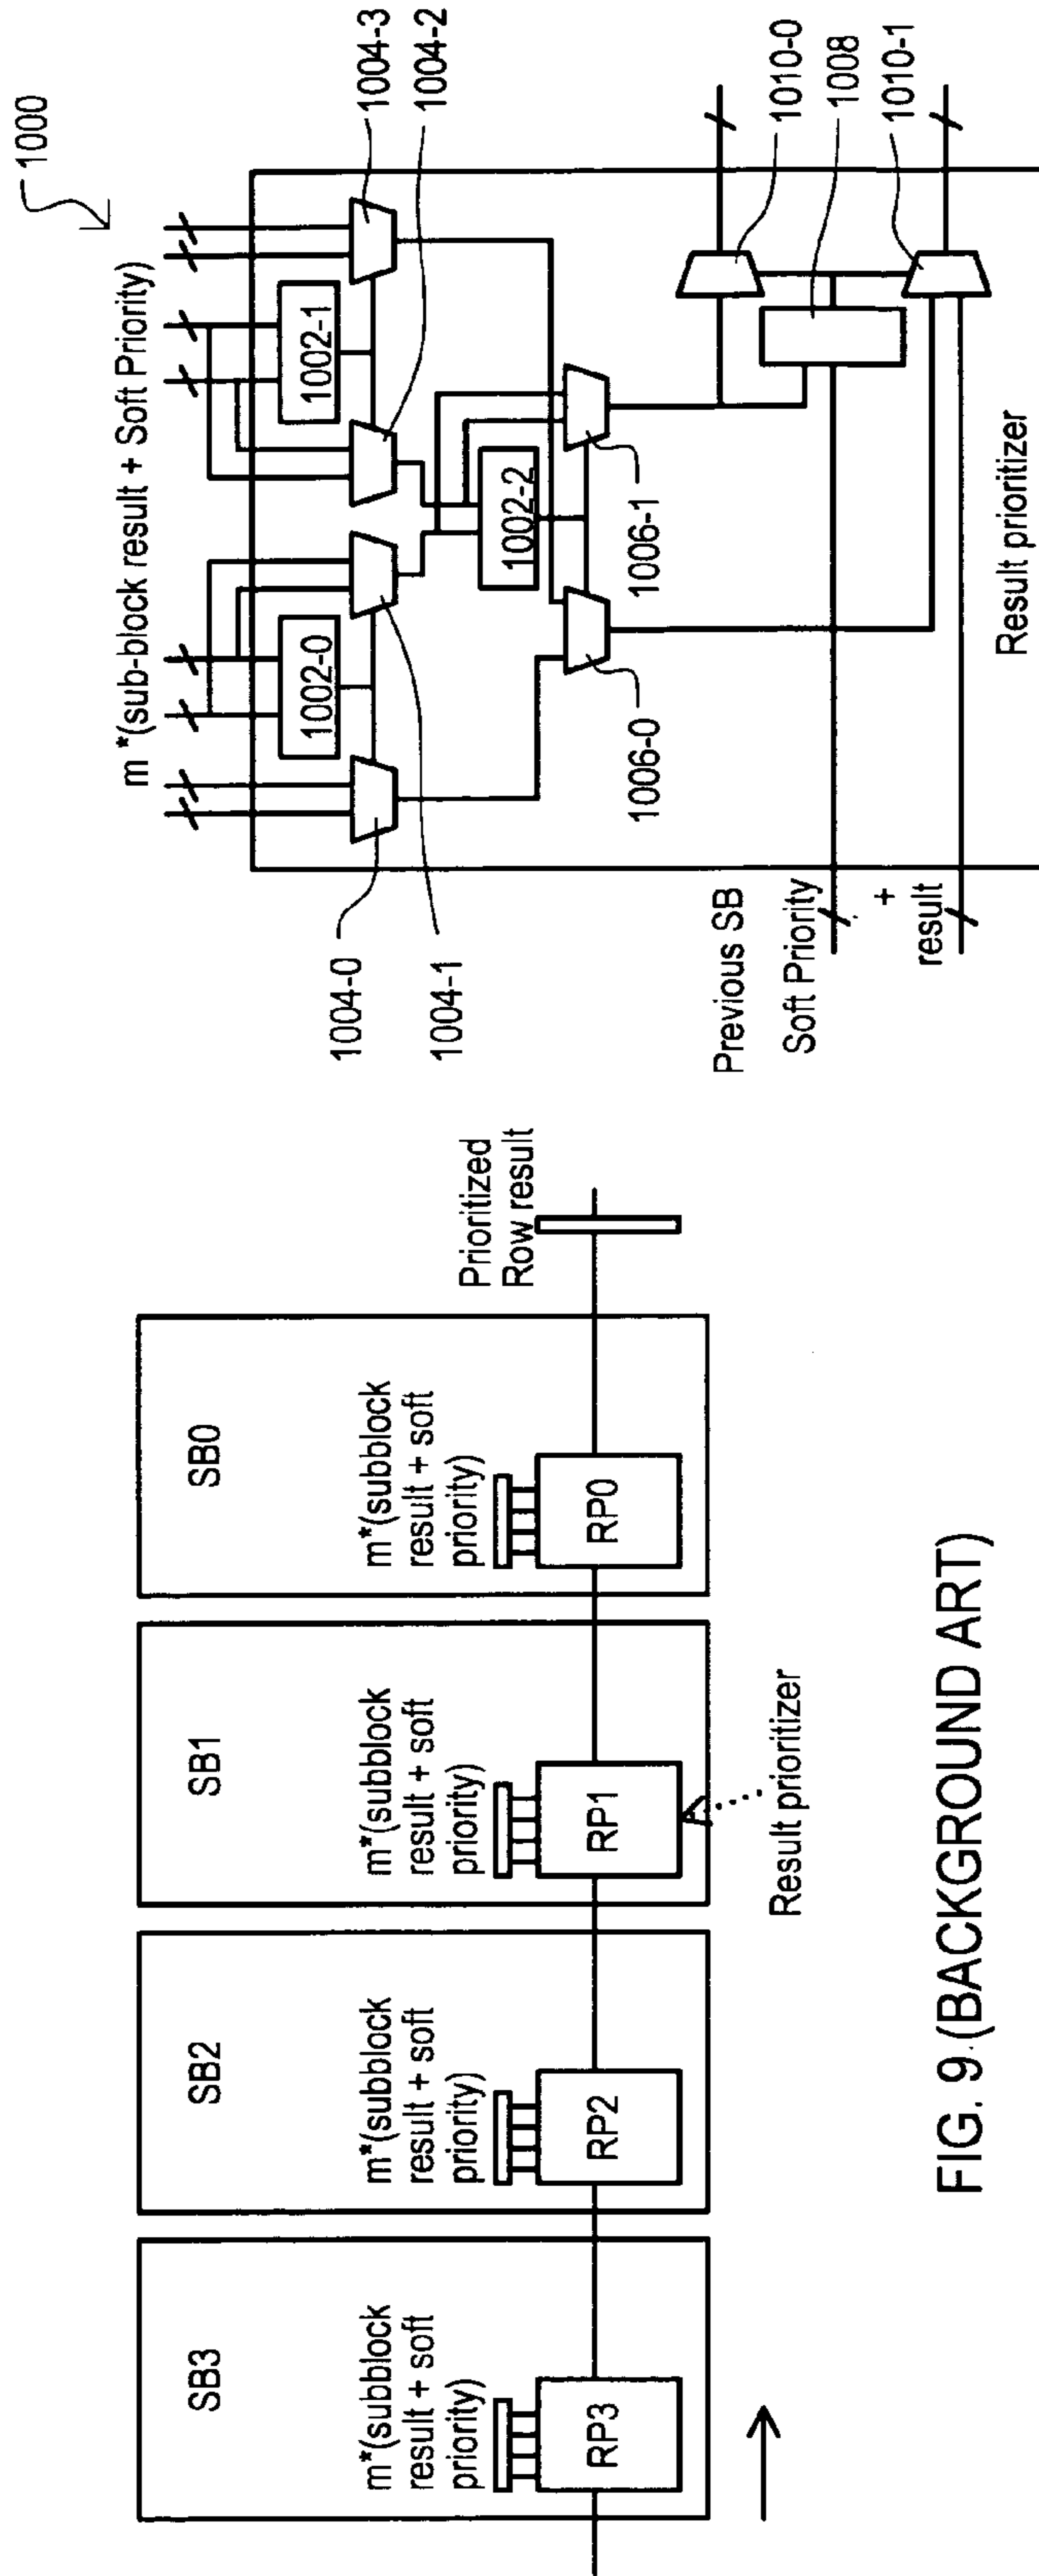 SB3
m*(subblock
result + soft
priority)
RP3
SB2
m*(subblock
result + soft
priority)
RP2
SB1
m*(subblock
result + soft
priority)
RP1
Result prioritizer
SB0
m*(subblock
result + soft
priority)
RP0
Prioritized
Row result
FIG. 9 (BACKGROUND ART)
1000
m *(sub-block result + Soft Priority)
1002-0
1002-1
1004-3
1004-2
1004-0
1004-1
1002-2
1006-0
1006-1
Previous SB
Soft Priority
+
result
1010-0
1008
1010-1
Result prioritizer